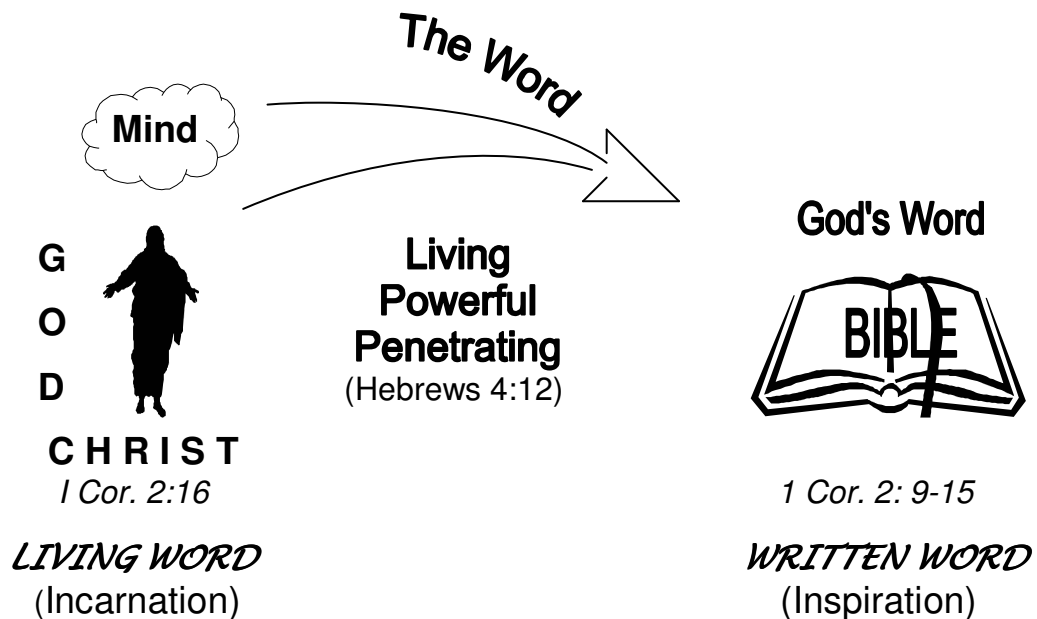 The Word
Mind
God's Word
G
O
D
Living
Powerful
Penetrating
(Hebrews 4:12)
BIBLE
CHRIST
I Cor. 2:16
1 Cor. 2: 9-15
LIVING WORD
(Incarnation)
WRITTEN WORD
(Inspiration)